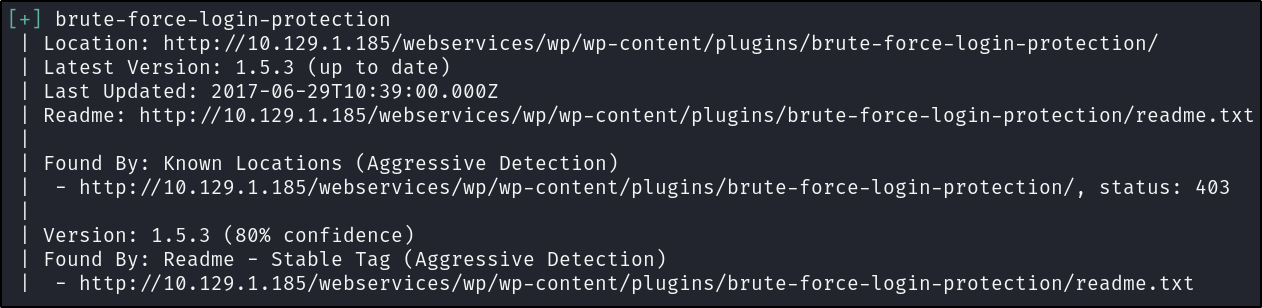 [+] brute-force-login-protection
| Location: http://10.129.1.185/webservices/wp/wp-content/plugins/brute-force-login-protection/
| Latest Version: 1.5.3 (up to date)
| Last Updated: 2017-06-29T10:39:00.000Z
| Readme: http://10.129.1.185/webservices/wp/wp-content/plugins/brute-force-login-protection/readme.txt
|
| Found By: Known Locations (Aggressive Detection)
|  - http://10.129.1.185/webservices/wp/wp-content/plugins/brute-force-login-protection/, status: 403
|
| Version: 1.5.3 (80% confidence)
| Found By: Readme - Stable Tag (Aggressive Detection)
|  - http://10.129.1.185/webservices/wp/wp-content/plugins/brute-force-login-protection/readme.txt